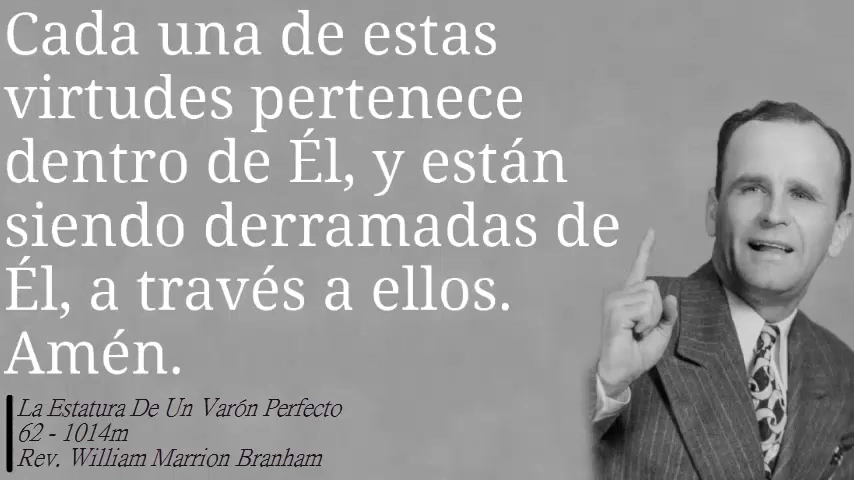 Cada una de estas
virtudes pertenece
dentro de Él, y están
siendo derramadas de
Él, a través a ellos.
Amén.
La Estatura De Un Varón Perfecto
62 - 1014m
Rev. William Marrion Branham